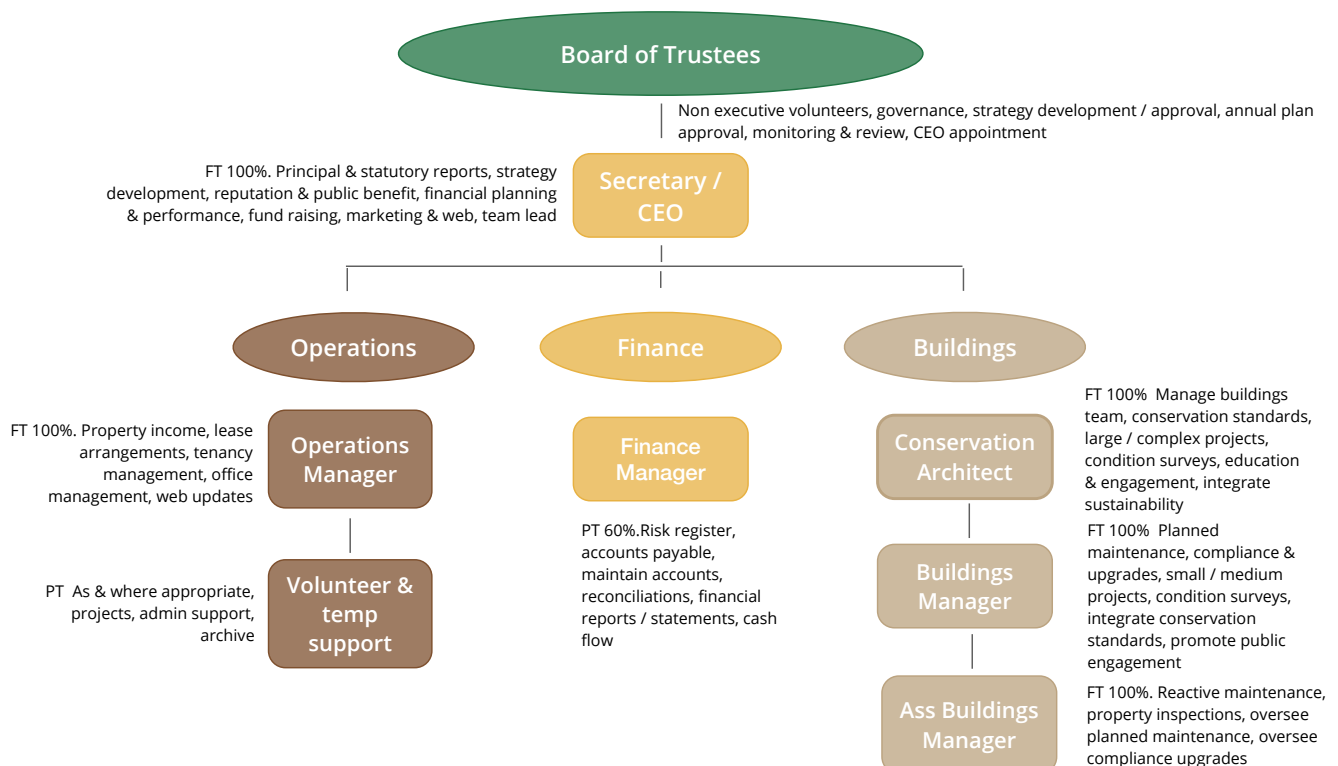 Board of Trustees
Non executive volunteers, governance, strategy development / approval, annual plan
approval, monitoring & review, CEO appointment
FT 100%. Principal & statutory reports, strategy
development, reputation & public benefit, financial planning
& performance, fund raising, marketing & web, team lead
Secretary /
CEO
Operations
Finance
Buildings
FT 100%. Property income, lease
arrangements, tenancy
management, office
management, web updates
Operations
Manager
PT  As & where appropriate,
projects, admin support,
archive
Volunteer &
temp
support
Finance
Manager
PT 60%.Risk register,
accounts payable,
maintain accounts,
reconciliations, financial
reports / statements, cash
flow
Conservation
Architect
FT 100%  Manage buildings
team, conservation standards,
large / complex projects,
condition surveys, education
& engagement, integrate
sustainability
Buildings
Manager
FT 100%  Planned
maintenance, compliance &
upgrades, small / medium
projects, condition surveys,
integrate conservation
standards, promote public
engagement
Ass Buildings
Manager
FT 100%. Reactive maintenance,
property inspections, oversee
planned maintenance, oversee
compliance upgrades